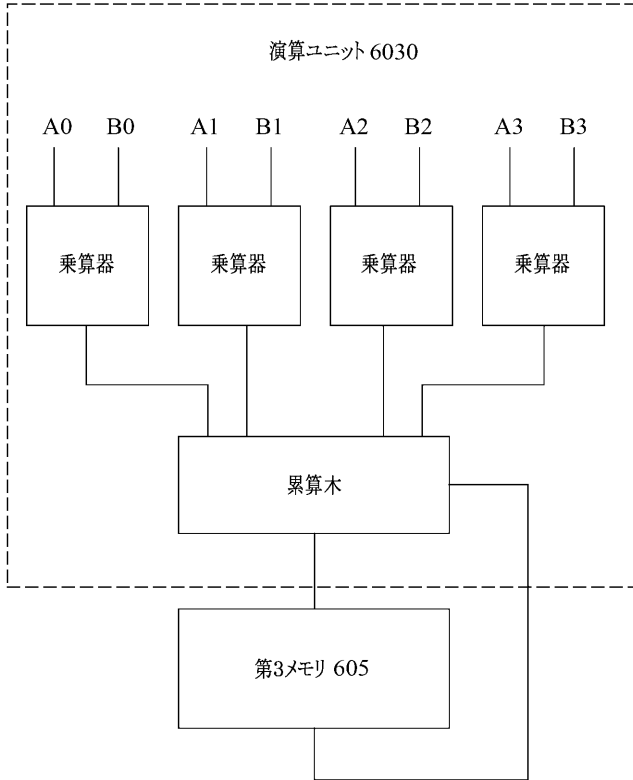 演算ユニット 6030
A0 B0 A1 B1 A2 B2 A3 B3
乗算器 乗算器 乗算器 乗算器
累算木
第3メモリ 605